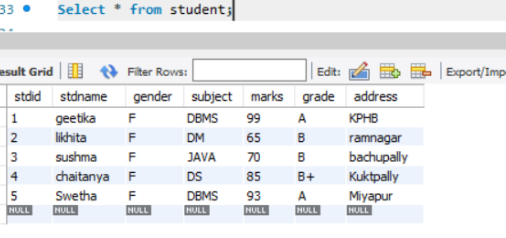 33 Select * from student;
esult Grid Filter Rows: Edit: Export/Imp
stdid stdname gender subject marks grade address
1 geetika F DBMS 99 A KPHB
2 likhita F DM 65 B ramnagar
3 sushma F JAVA 70 B bachupally
4 chaitanya F DS 85 B+ Kuktpally
5 Swetha F DBMS 93 A Miyapur
NULL NULL NULL NULL NULL NULL NULL